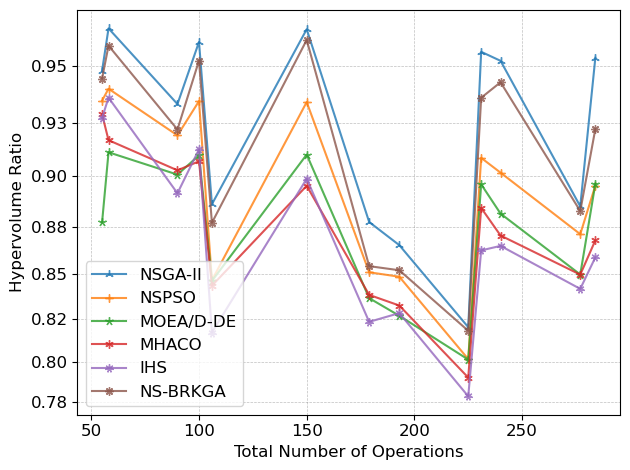 Hypervolume Ratio
0.95
0.93
0.90
0.88
0.85
0.82
0.80
0.78
NSGA-II
NSPSO
MOEA/D-DE
MHACO
IHS
NS-BRKGA
50 100 150 200 250
Total Number of Operations